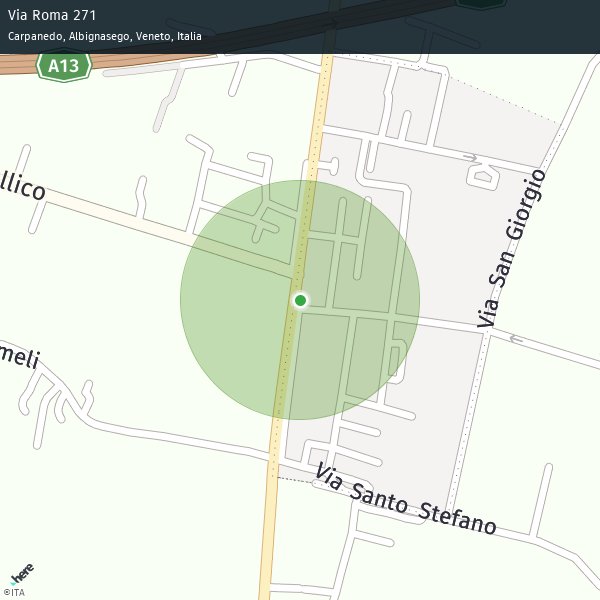 Via Roma 271
Carpanedo, Albignasego, Veneto, Italia
A13
llico
Via San Giorgio
meli
Via Santo Stefano
here
©ITA